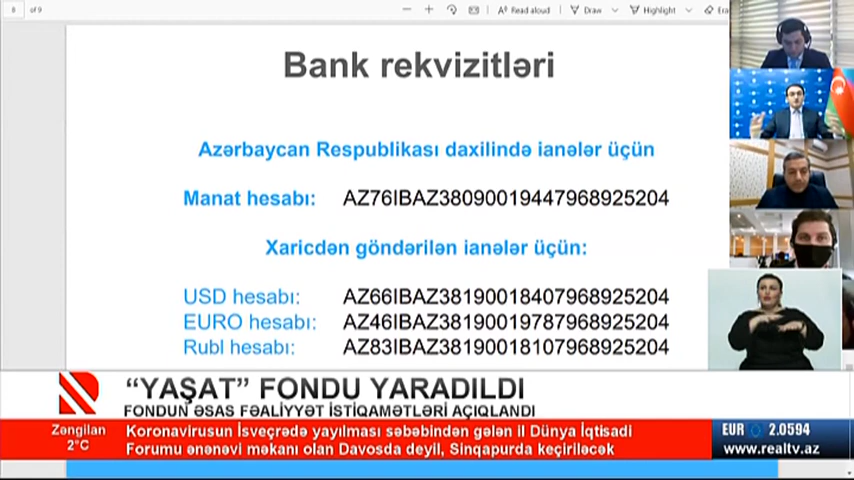 8 of 9
Read aloud
Draw
Highlight
Bank rekvizitləri
Azərbaycan Respublikası daxilində ianələr üçün
Manat hesabı: AZ76IBAZ38090019447968925204
Xaricdən göndərilən ianələr üçün:
USD hesabı: AZ66IBAZ38190018407968925204
EURO hesabı: AZ46IBAZ38190019787968925204
Rubl hesabı: AZ83IBAZ38190018107968925204
“YAŞAT” FONDU YARADILDI
FONDUN ƏSAS FƏALİYYƏT İSTİQAMƏTLƏRİ AÇIQLANDI
Zəngilan
2°C
Koronavirusun İsveçrədə yayılması səbəbindən gələn il Dünya İqtisadi
Forumu ənənəvi məkanı olan Davosda deyil, Sinqapurda keçiriləcək
EUR 2.0594
www.realtv.az